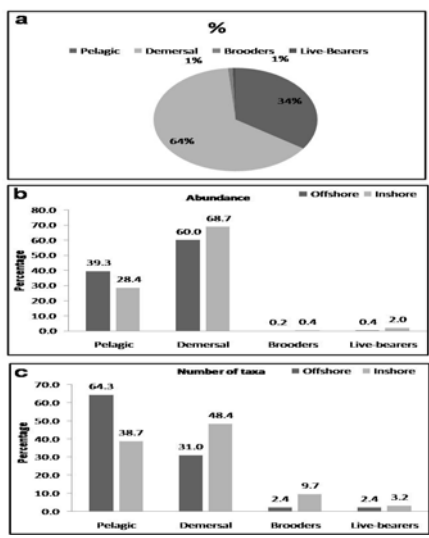 a
%
Pelagic Demersal Brooders Live-Bearers
1% 1%
34%
64%
b
Abundance
Offshore Inshore
Percentage
80.0
70.0
60.0
50.0
40.0
30.0
20.0
10.0
0.0
39.3 28.4 60.0 68.7 0.2 0.4 0.4 2.0
Pelagic Demersal Brooders Live-bearers
c
Number of taxa
Offshore Inshore
Percentage
70.0
60.0
50.0
40.0
30.0
20.0
10.0
0.0
64.3 38.7 31.0 48.4 2.4 9.7 2.4 3.2
Pelagic Demersal Brooders Live-bearers